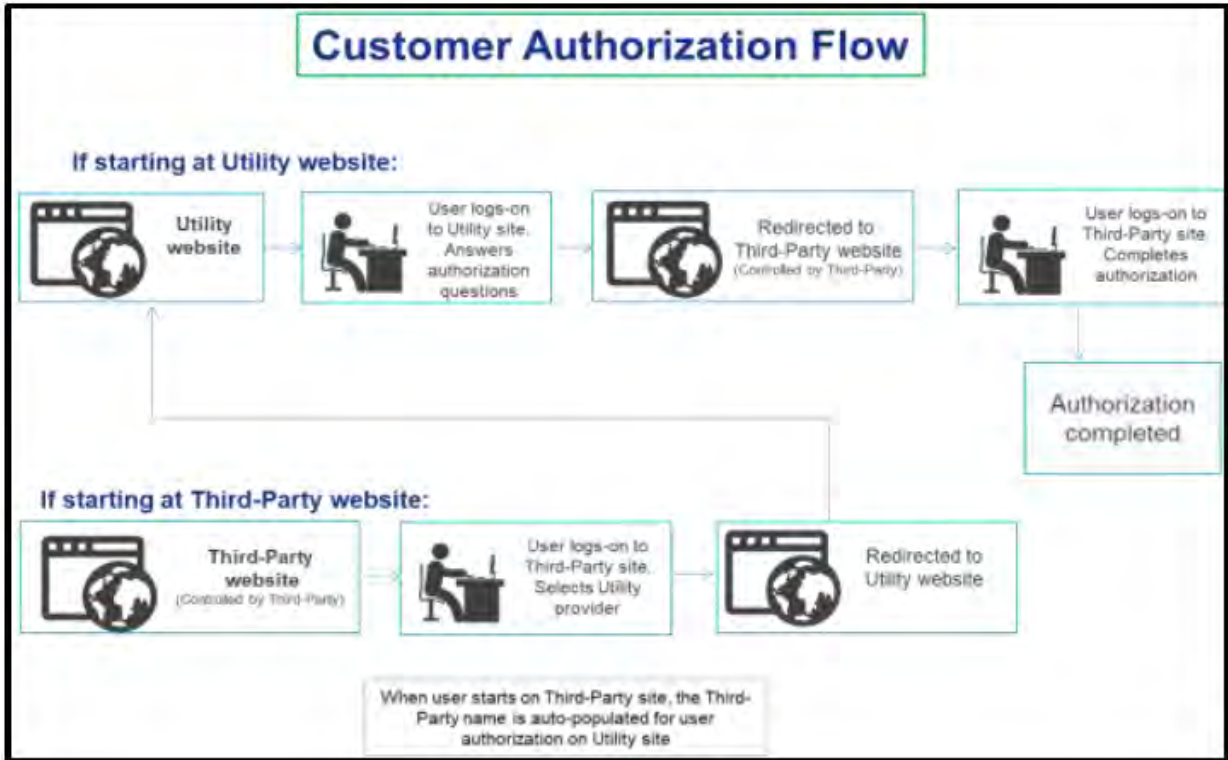 Customer Authorization Flow
If starting at Utility website:
Utility
website
User logs-on
to Utility site.
Answers
authorization
questions
Redirected to
Third-Party website
(Controlled by Third-Party)
User logs-on to
Third-Party site
Completes
authorization
Authorization
completed
If starting at Third-Party website:
Third-Party
website
(Controlled by Third-Party)
User logs-on to
Third-Party site.
Selects Utility
provider
Redirected to
Utility website
When user starts on Third-Party site, the Third-
Party name is auto-populated for user
authorization on Utility site